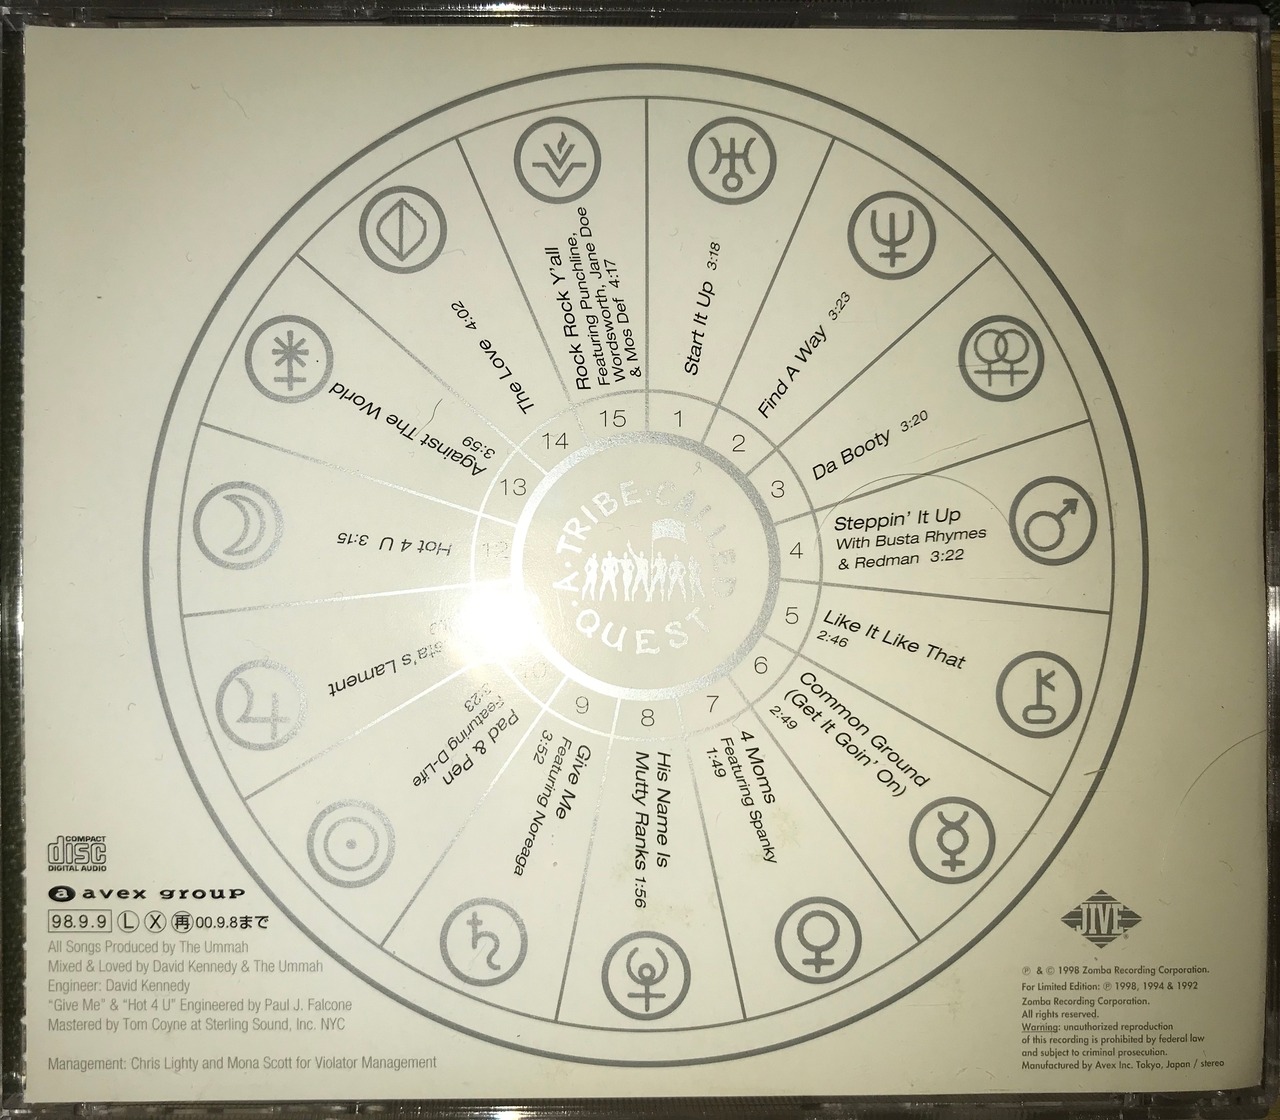 A·TRIBE·CALLED·QUEST
1
Start It Up 3:18
2
Find A Way 3:23
3
Da Booty 3:20
4
Steppin' It Up
With Busta Rhymes
& Redman 3:22
5
Like It Like That
2:46
6
Common Ground
(Get It Goin' On)
2:49
7
4 Moms
Featuring Spanky
1:49
8
His Name Is
Mutty Ranks 1:56
9
Give Me
Featuring Noreaga
3:52
Pad & Pen
Featuring D-Life
Lament
12
Hot 4 U 3:15
13
Against The World
3:59
14
The Love 4:02
15
Rock Rock Y'all
Featuring Punchline,
Wordsworth, Jane Doe
& Mos Def 4:17
COMPACT
disc
DIGITAL AUDIO
a avex group
98.9.9 L X 再 00.9.8まで
All Songs Produced by The Ummah
Mixed & Loved by David Kennedy & The Ummah
Engineer: David Kennedy
“Give Me” & “Hot 4 U” Engineered by Paul J. Falcone
Mastered by Tom Coyne at Sterling Sound, Inc. NYC
Management: Chris Lighty and Mona Scott for Violator Management
JIVE®
℗ & © 1998 Zomba Recording Corporation.
For Limited Edition: ℗ 1998, 1994 & 1992
Zomba Recording Corporation.
All rights reserved.
Warning: unauthorized reproduction
of this recording is prohibited by federal law
and subject to criminal prosecution.
Manufactured by Avex Inc. Tokyo, Japan / stereo